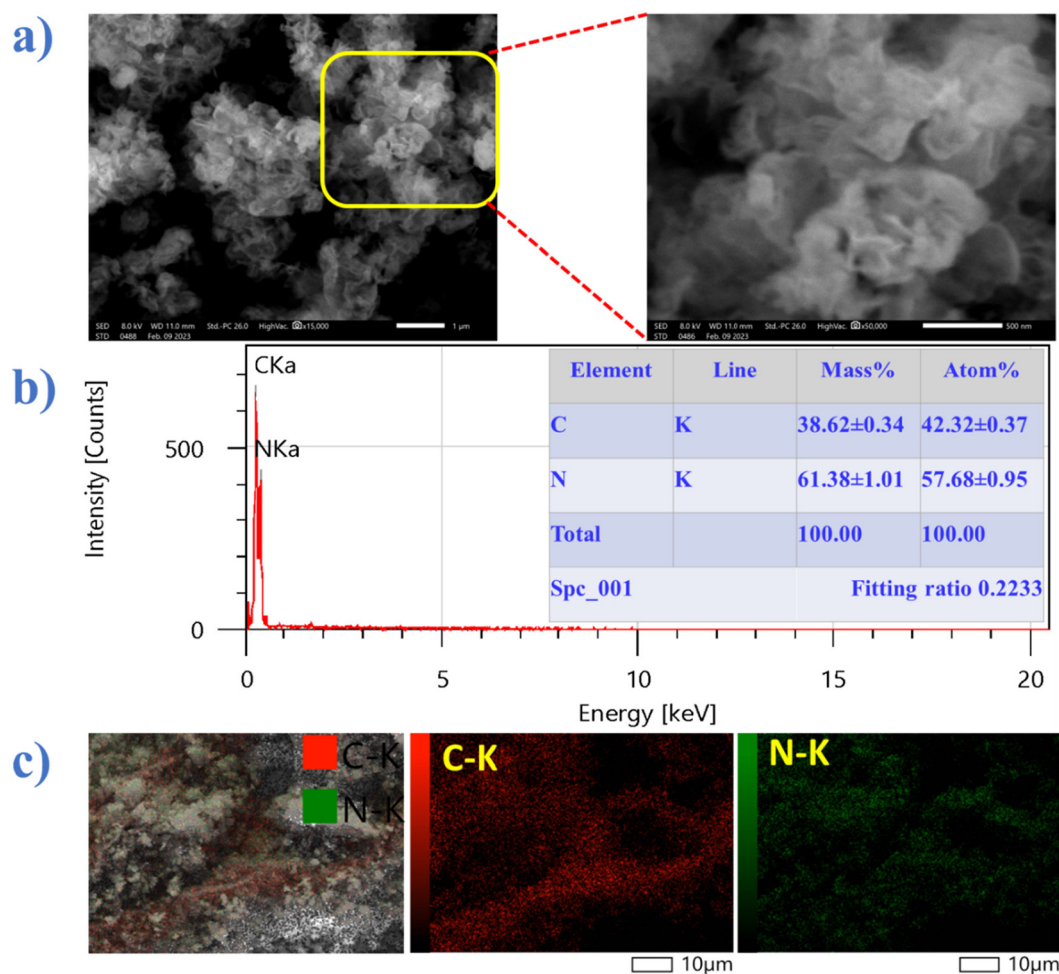 a)
SED 8.0 kV WD 11.0 mm Std.-PC 26.0 HighVac. x15,000 1 μm
STD 0488 Feb. 09 2023
SED 8.0 kV WD 11.0 mm Std.-PC 26.0 HighVac. x50,000 500 nm
STD 0486 Feb. 09 2023
b)
Intensity [Counts]
500
0
CKa
NKa
Element Line Mass% Atom%
C K 38.62±0.34 42.32±0.37
N K 61.38±1.01 57.68±0.95
Total 100.00 100.00
Spc_001 Fitting ratio 0.2233
0 5 10 15 20
Energy [keV]
c)
C-K
N-K
C-K
10μm
N-K
10μm